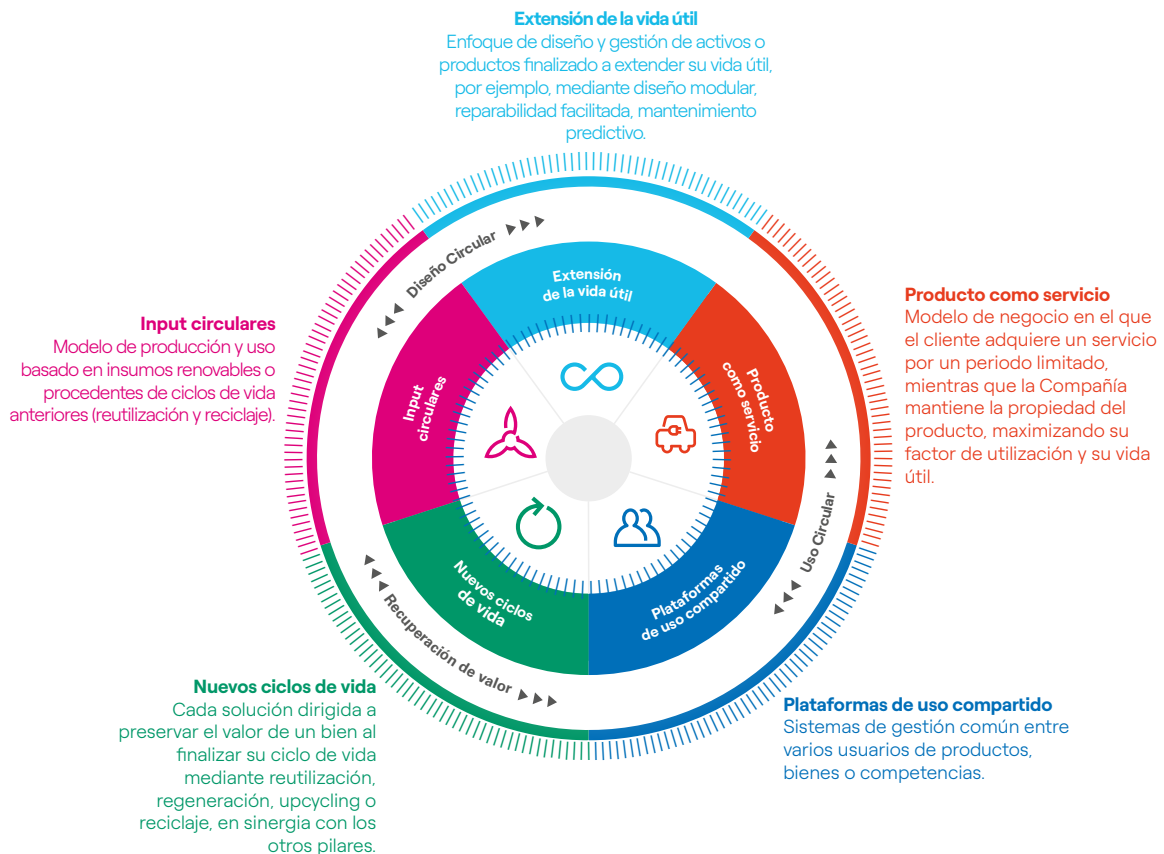 Extensión de la vida útil
Enfoque de diseño y gestión de activos o
productos finalizado a extender su vida útil,
por ejemplo, mediante diseño modular,
reparabilidad facilitada, mantenimiento
predictivo.
Diseño Circular
Extensión
de la vida útil
Input circulares
Modelo de producción y uso
basado en insumos renovables o
procedentes de ciclos de vida
anteriores (reutilización y reciclaje).
Input
circulares
Producto
como servicio
Producto como servicio
Modelo de negocio en el que
el cliente adquiere un servicio
por un periodo limitado,
mientras que la Compañía
mantiene la propiedad del
producto, maximizando su
factor de utilización y su vida
útil.
Uso Circular
Nuevos ciclos
de vida
Plataformas
de uso compartido
Recuperación de valor
Nuevos ciclos de vida
Cada solución dirigida a
preservar el valor de un bien al
finalizar su ciclo de vida
mediante reutilización,
regeneración, upcycling o
reciclaje, en sinergia con los
otros pilares.
Plataformas de uso compartido
Sistemas de gestión común entre
varios usuarios de productos,
bienes o competencias.